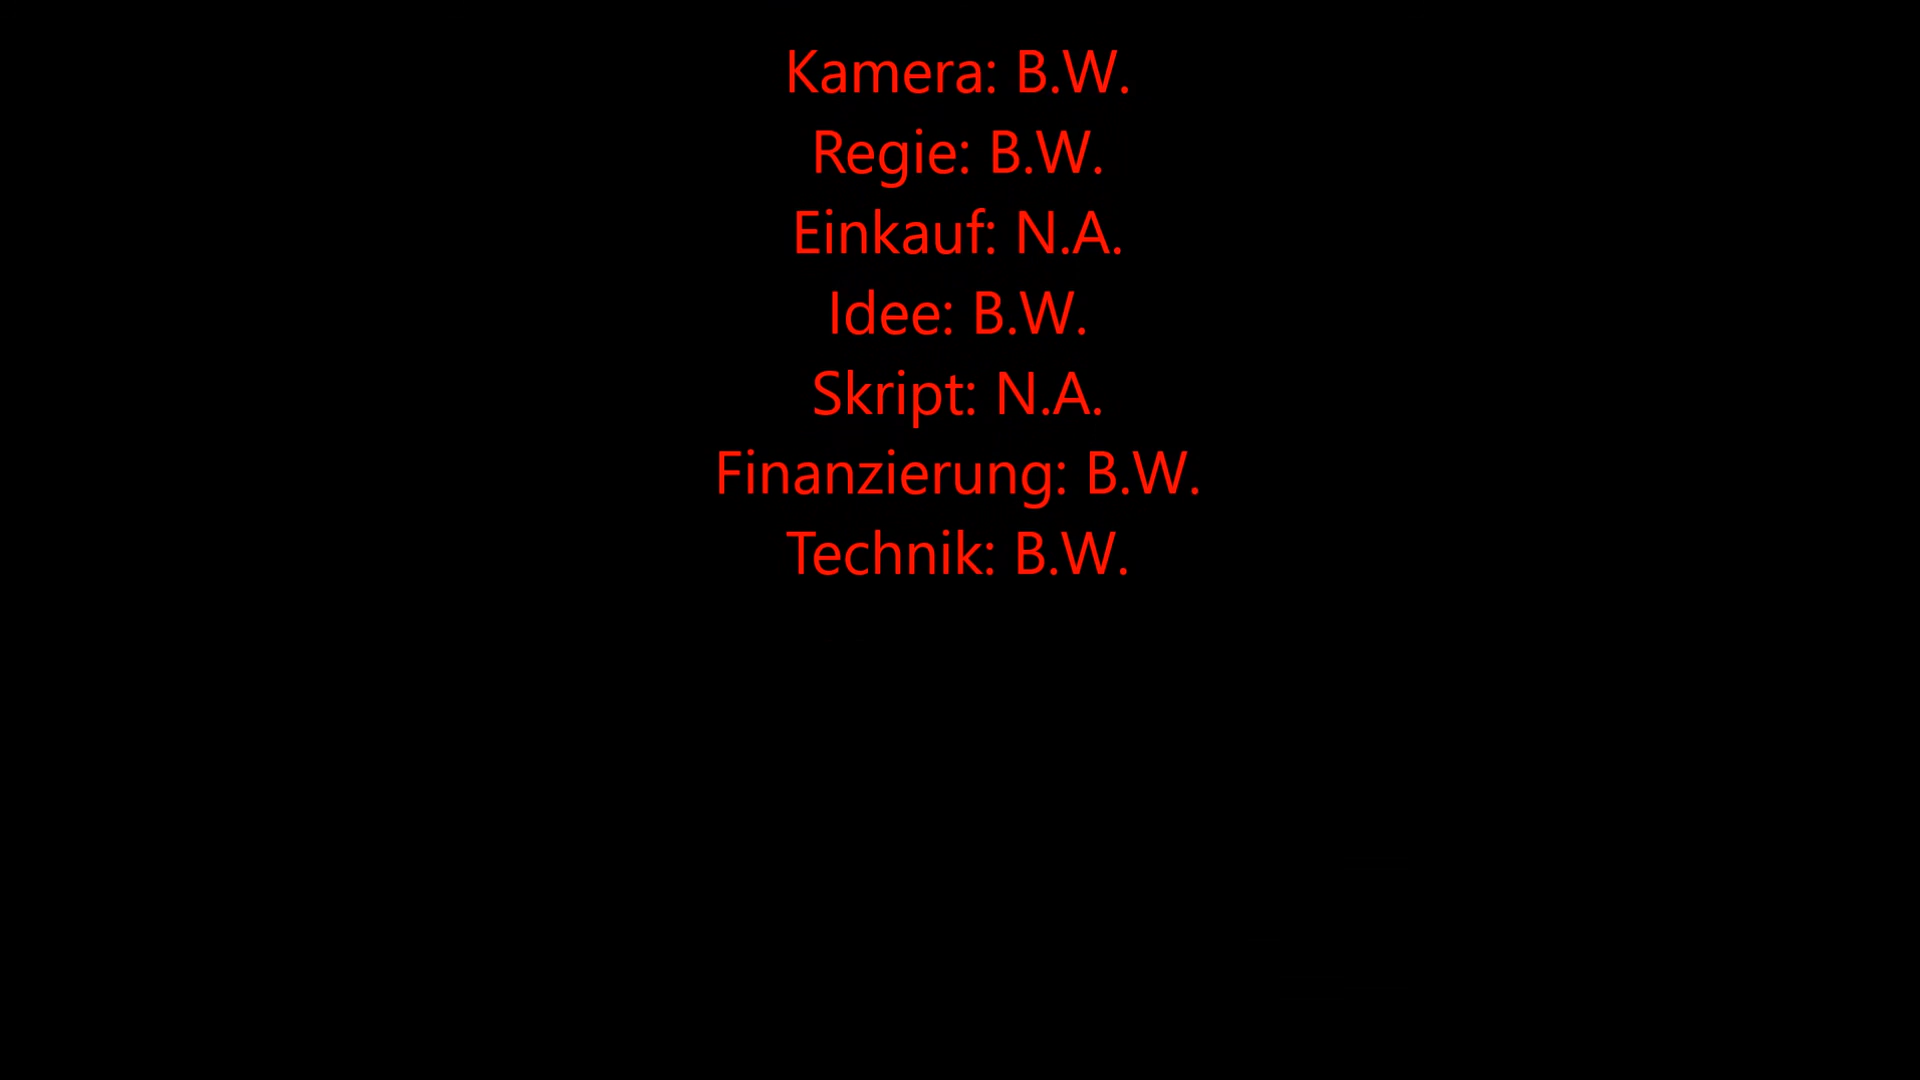 Kamera: B.W.
Regie: B.W.
Einkauf: N.A.
Idee: B.W.
Skript: N.A.
Finanzierung: B.W.
Technik: B.W.